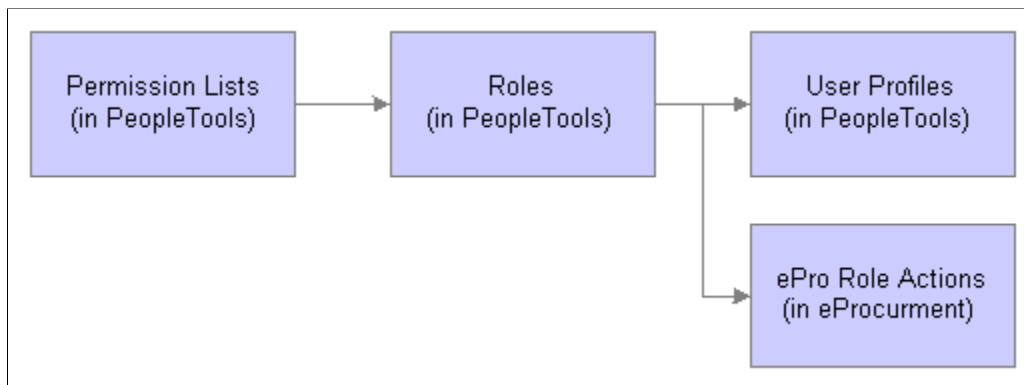 Permission Lists
(in PeopleTools)
Roles
(in PeopleTools)
User Profiles
(in PeopleTools)
ePro Role Actions
(in eProcurment)